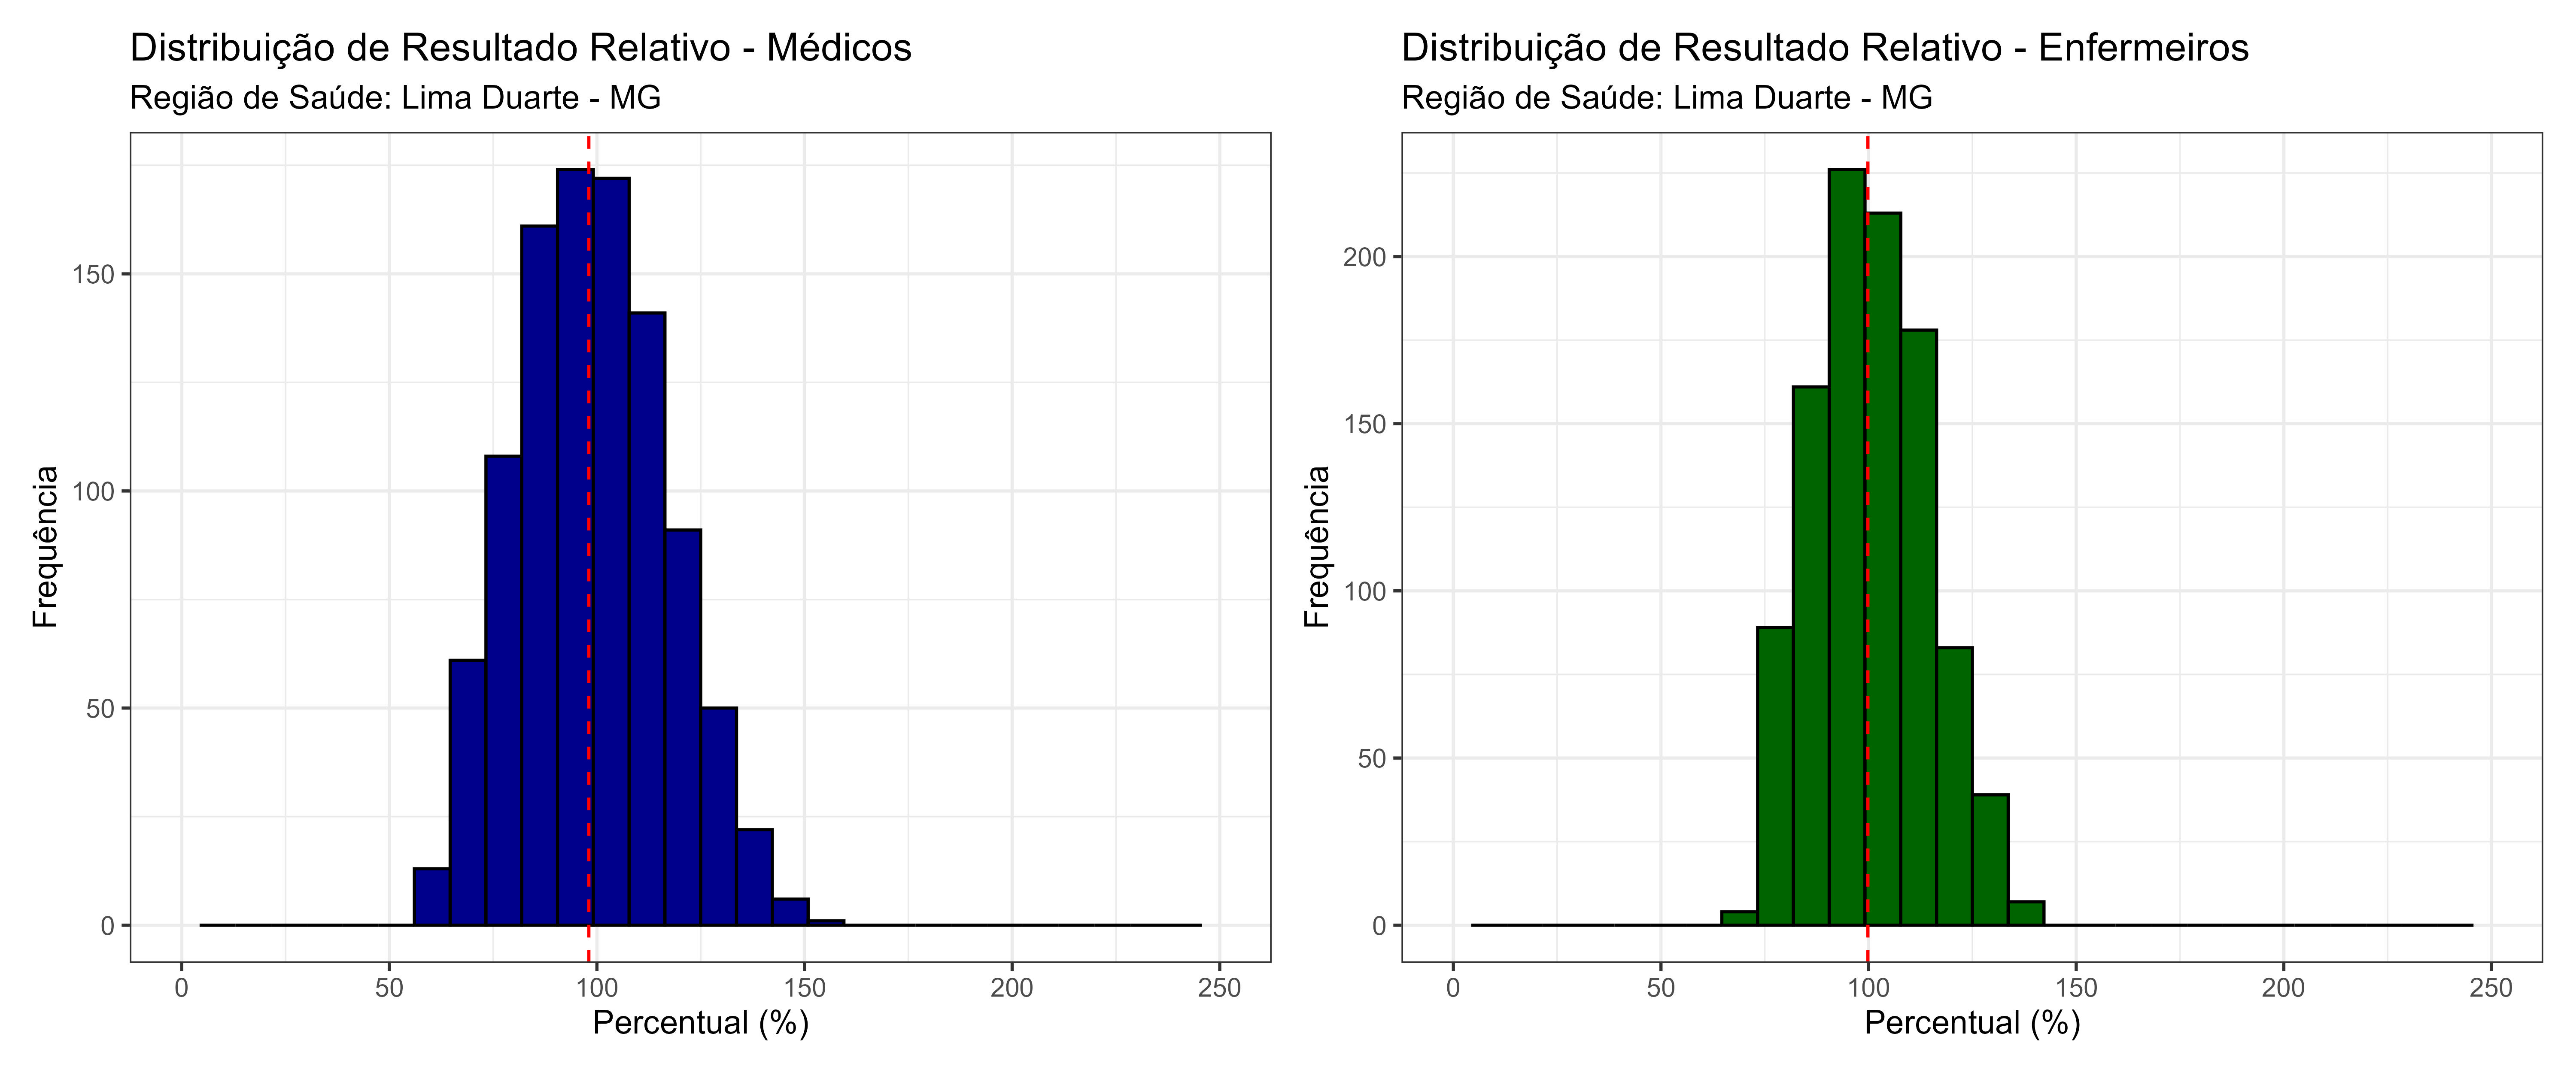 Distribuição de Resultado Relativo - Médicos
Região de Saúde: Lima Duarte - MG
Frequência
150
100
50
0
0 50 100 150 200 250
Percentual (%)
Distribuição de Resultado Relativo - Enfermeiros
Região de Saúde: Lima Duarte - MG
Frequência
200
150
100
50
0
0 50 100 150 200 250
Percentual (%)